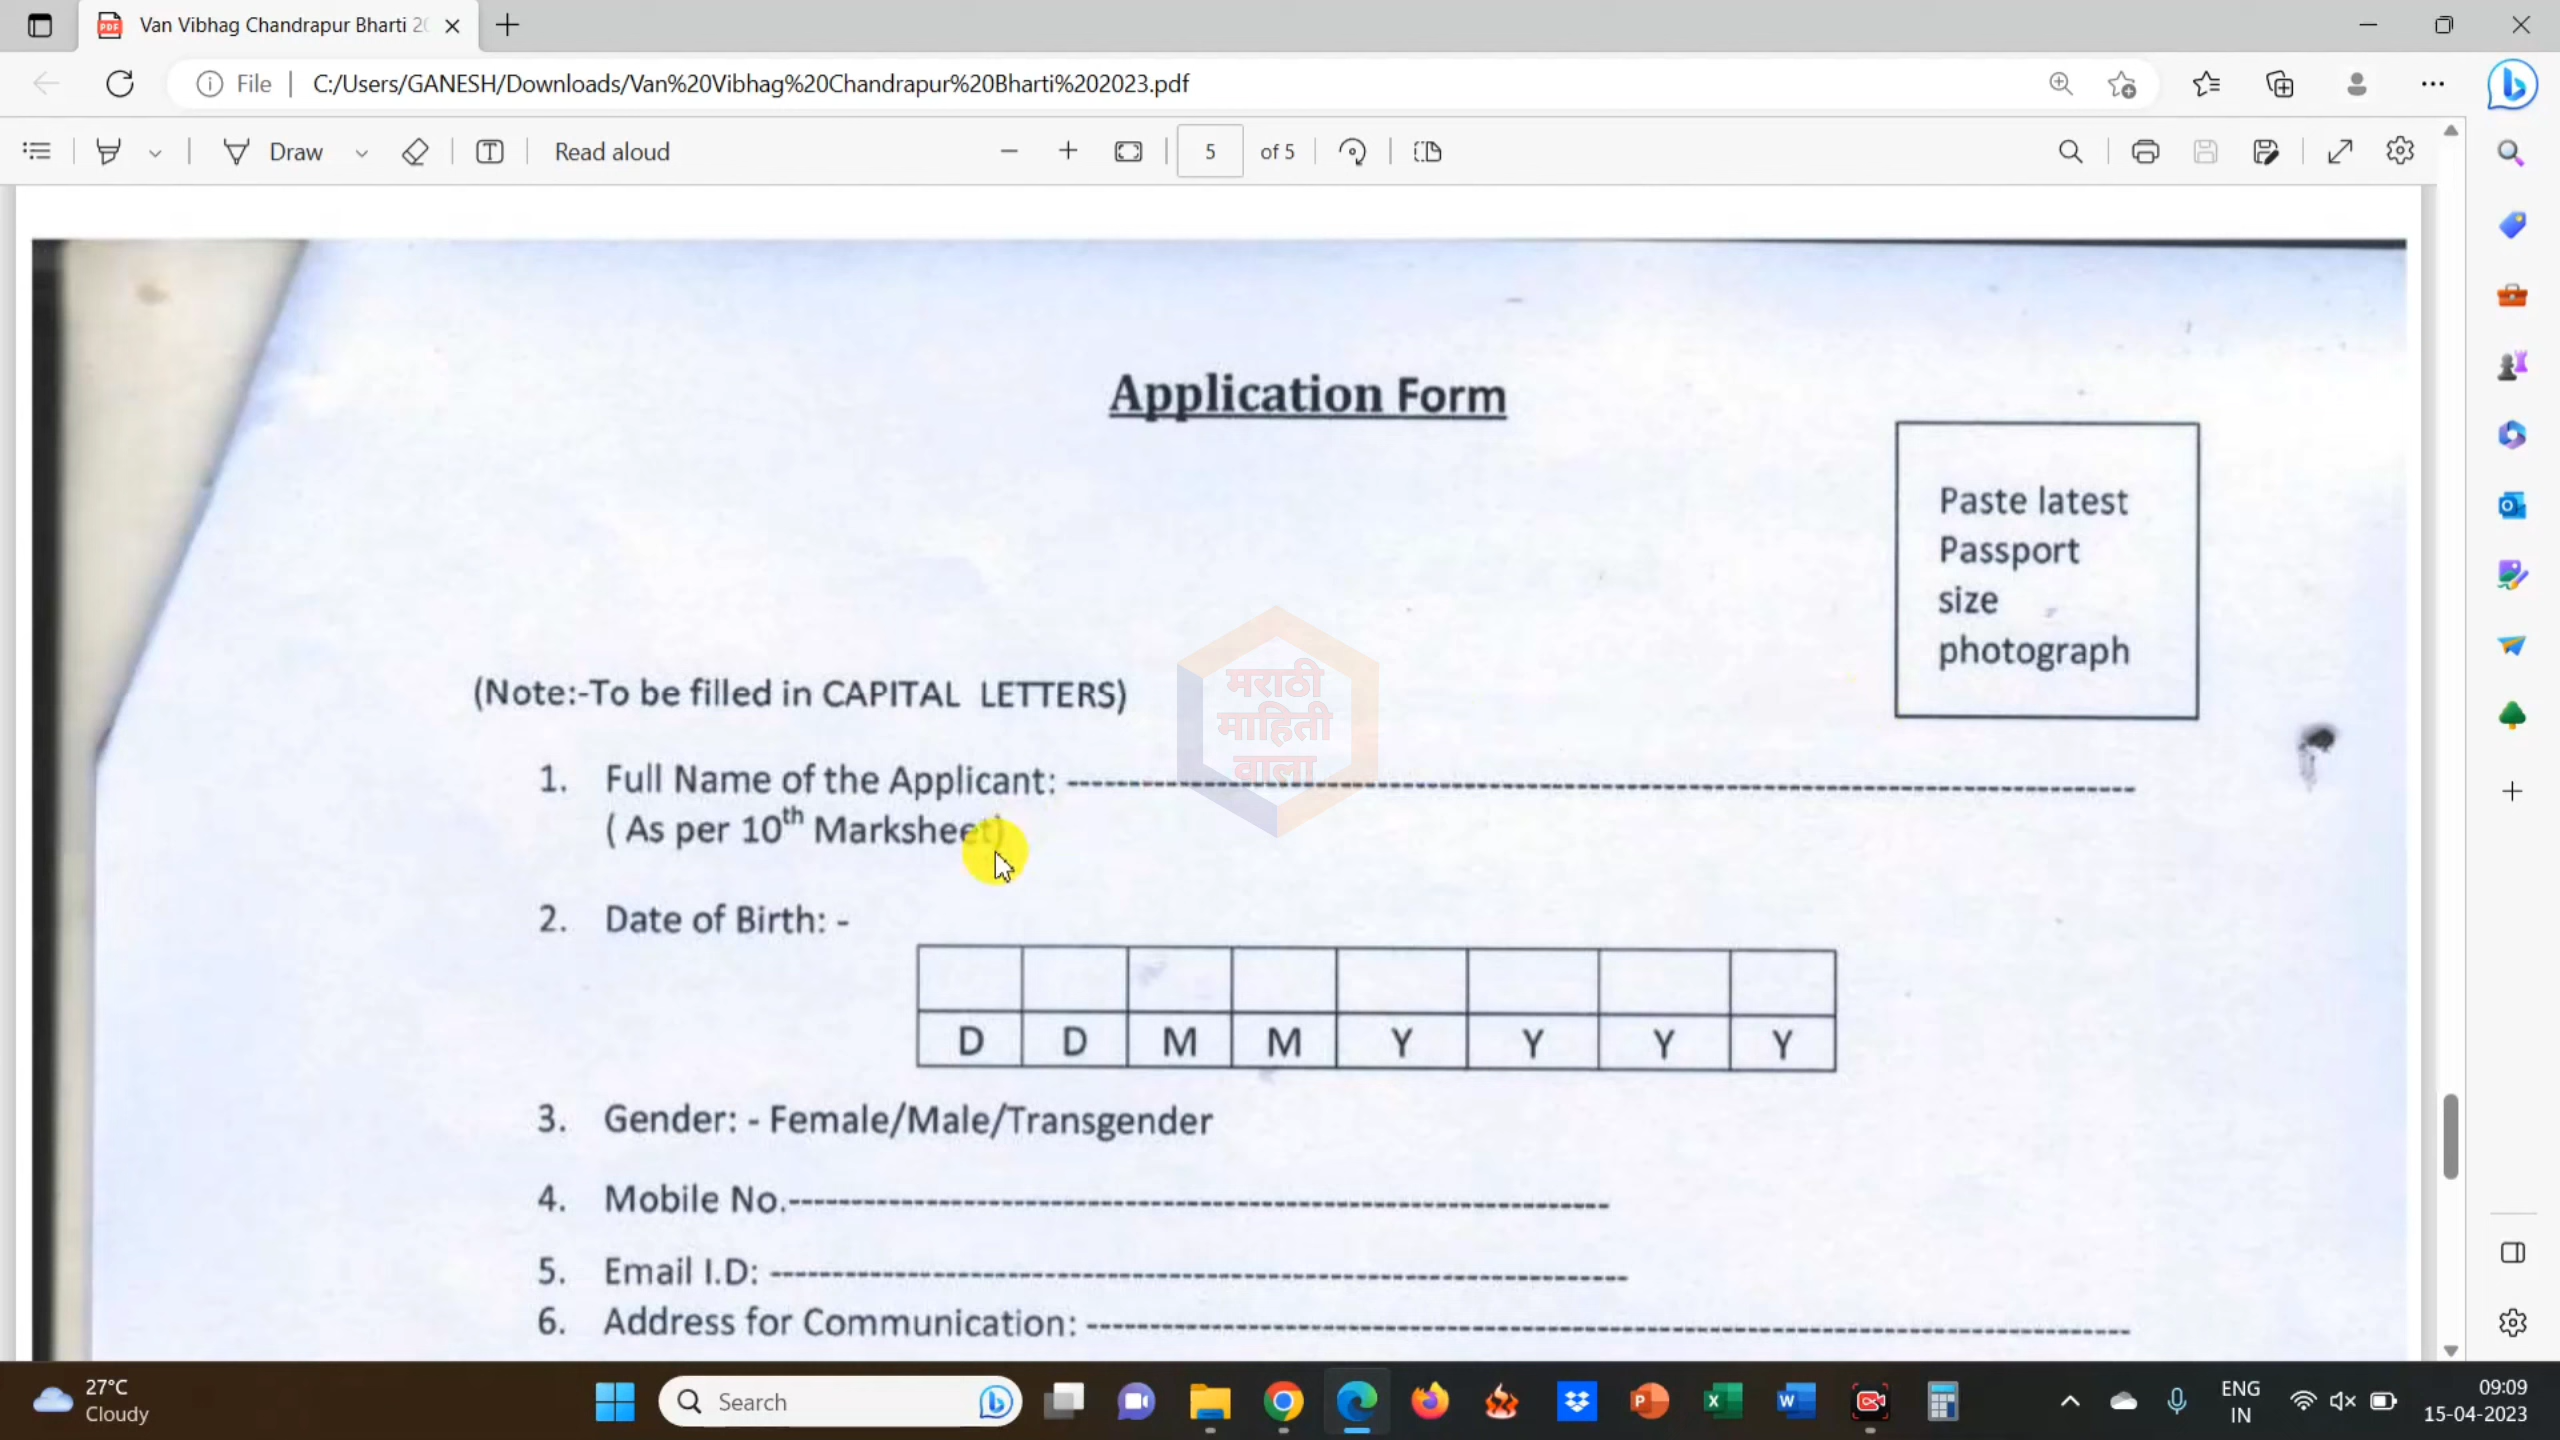 Van Vibhag Chandrapur Bharti 20
File
C:/Users/GANESH/Downloads/Van%20Vibhag%20Chandrapur%20Bharti%202023.pdf
Draw
Read aloud
5
of 5
Application Form
Paste latest
Passport
size
photograph
(Note:-To be filled in CAPITAL LETTERS)
मराठी
माहिती
वाला
1. Full Name of the Applicant: ----------------------------------------
( As per 10th Marksheet)
2. Date of Birth: -
D D M M Y Y Y Y
3. Gender: - Female/Male/Transgender
4. Mobile No.----------------------------------------
5. Email I.D: ----------------------------------------
6. Address for Communication: ----------------------------------------
27°C
Cloudy
Search
ENG
IN
09:09
15-04-2023